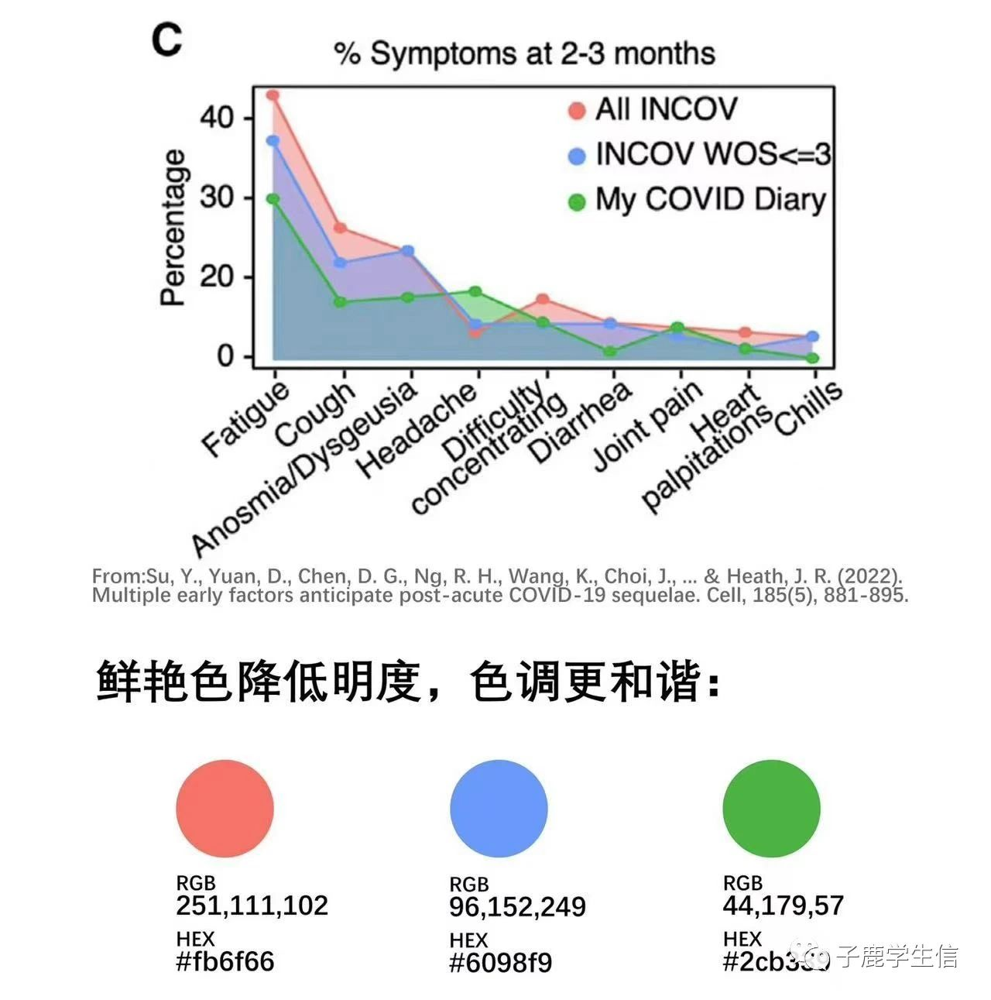 C
% Symptoms at 2-3 months
All INCOV
INCOV WOS<=3
My COVID Diary
Percentage
40
30
20
0
Fatigue
Cough
Anosmia/Dysgeusia
Headache
Difficulty
concentrating
Diarrhea
Joint pain
Heart
palpitations
Chills
From:Su, Y., Yuan, D., Chen, D. G., Ng, R. H., Wang, K., Choi, J., ... & Heath, J. R. (2022).
Multiple early factors anticipate post-acute COVID-19 sequelae. Cell, 185(5), 881-895.
鲜艳色降低明度，色调更和谐：
RGB
251,111,102
HEX
#fb6f66
RGB
96,152,249
HEX
#6098f9
RGB
44,179,57
HEX
子鹿学生信